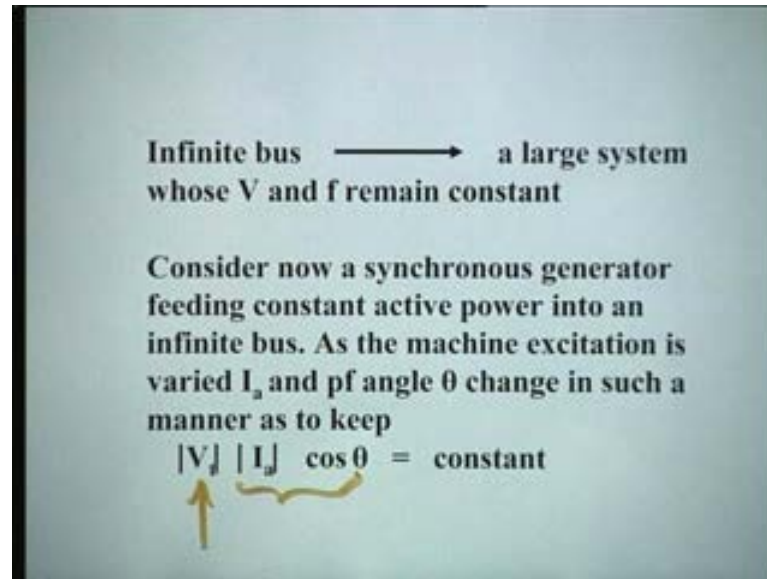 Infinite bus ⟶ a large system
whose V and f remain constant
Consider now a synchronous generator
feeding constant active power into an
infinite bus. As the machine excitation is
varied Iₐ and pf angle θ change in such a
manner as to keep
|Vₜ| |Iₐ| cos θ = constant